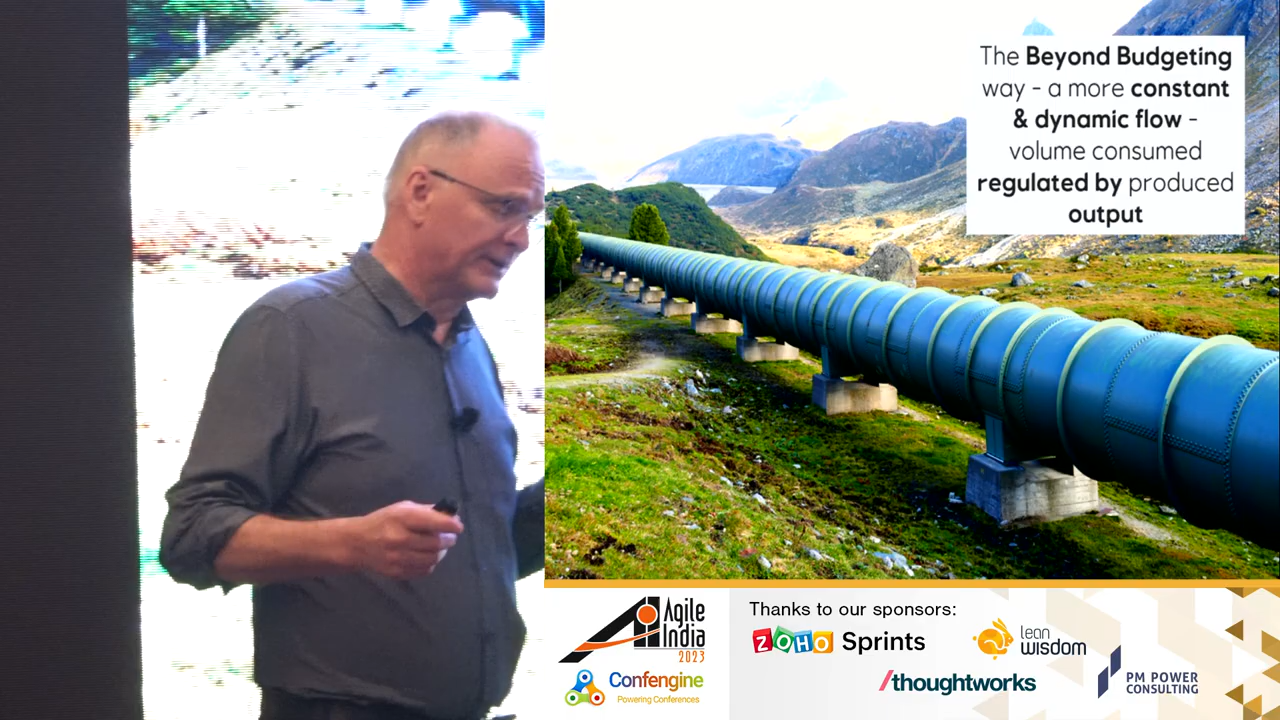 The Beyond Budgeting
way - a more constant
& dynamic flow -
volume consumed
regulated by produced
output
Agile
India
2023
Confengine
Powering Conferences
Thanks to our sponsors:
ZOHO Sprints
lean
wisdom
/thoughtworks
PM POWER
CONSULTING